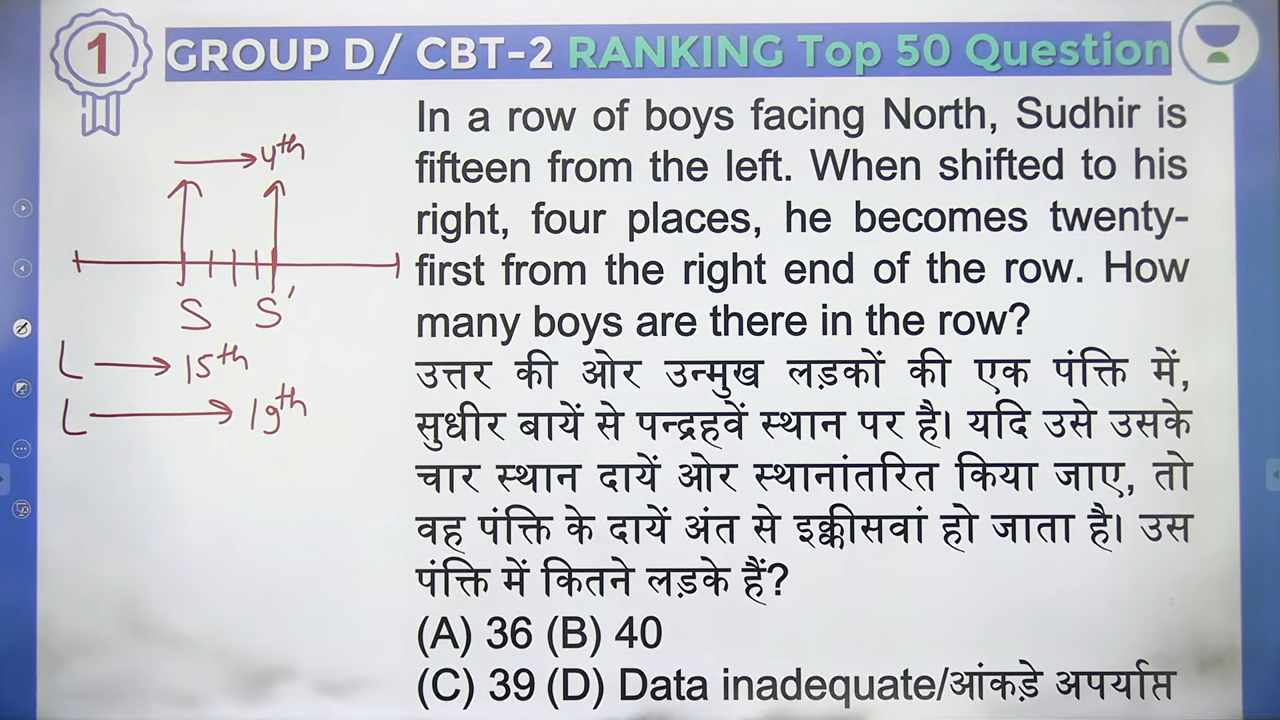 1
GROUP D/ CBT-2 RANKING Top 50 Question
In a row of boys facing North, Sudhir is
fifteen from the left. When shifted to his
right, four places, he becomes twenty-
first from the right end of the row. How
many boys are there in the row?
उत्तर की ओर उन्मुख लड़कों की एक पंक्ति में,
सुधीर बायें से पन्द्रहवें स्थान पर है। यदि उसे उसके
चार स्थान दायें ओर स्थानांतरित किया जाए, तो
वह पंक्ति के दायें अंत से इक्कीसवां हो जाता है। उस
पंक्ति में कितने लड़के हैं?
(A) 36 (B) 40
(C) 39 (D) Data inadequate/आंकड़े अपर्याप्त
4th
S S'
L → 15th
L → 19th